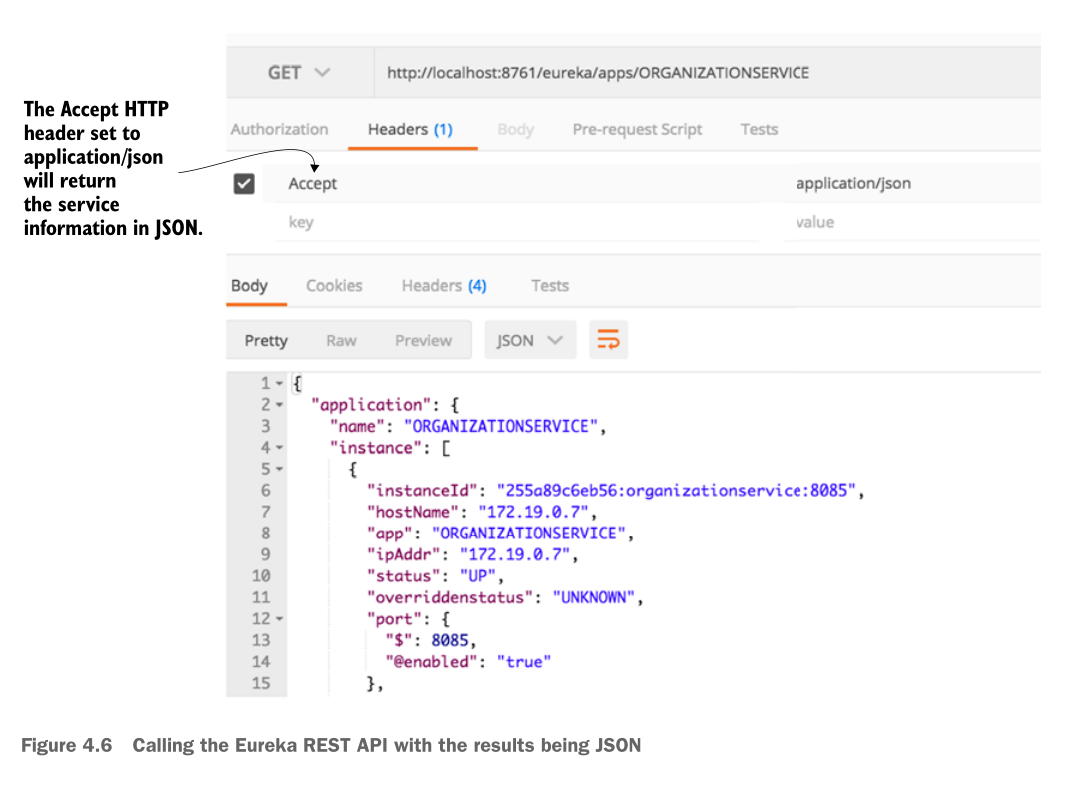 GET
http://localhost:8761/eureka/apps/ORGANIZATIONSERVICE
The Accept HTTP
header set to
application/json
will return
the service
information in JSON.
Authorization Headers (1) Body Pre-request Script Tests
Accept application/json
key value
Body Cookies Headers (4) Tests
Pretty Raw Preview JSON
1 {
2 "application": {
3 "name": "ORGANIZATIONSERVICE",
4 "instance": [
5 {
6 "instanceId": "255a89c6eb56:organizationservice:8085",
7 "hostName": "172.19.0.7",
8 "app": "ORGANIZATIONSERVICE",
9 "ipAddr": "172.19.0.7",
10 "status": "UP",
11 "overriddenstatus": "UNKNOWN",
12 "port": {
13 "$": 8085,
14 "@enabled": "true"
15 },
Figure 4.6 Calling the Eureka REST API with the results being JSON